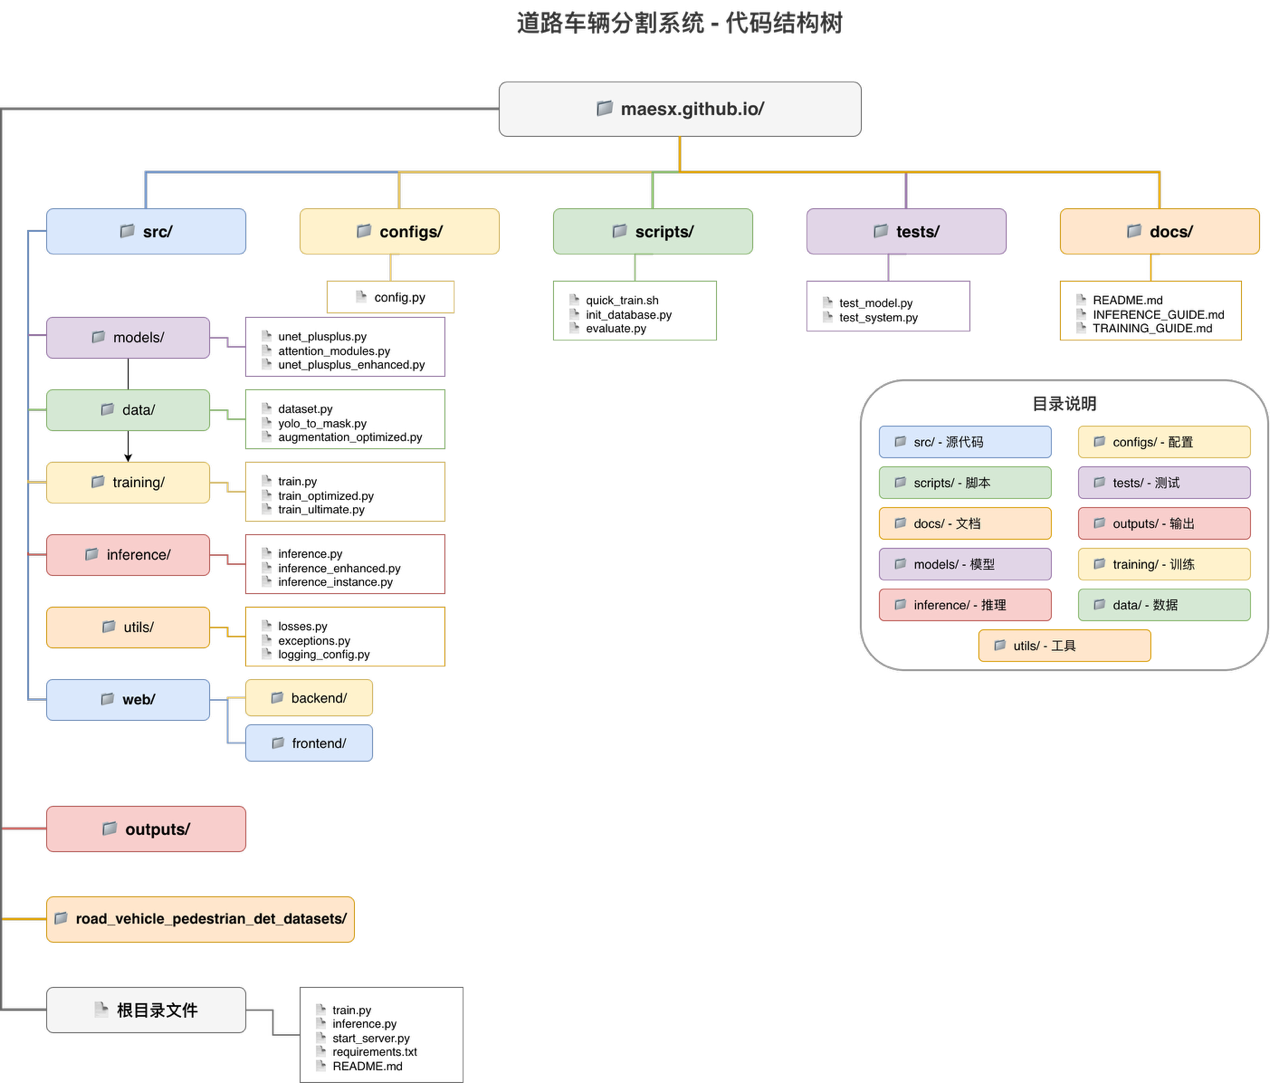 道路车辆分割系统 - 代码结构树
maesx.github.io/
src/
configs/
scripts/
tests/
docs/
config.py
quick_train.sh
init_database.py
evaluate.py
test_model.py
test_system.py
README.md
INFERENCE_GUIDE.md
TRAINING_GUIDE.md
models/
unet_plusplus.py
attention_modules.py
unet_plusplus_enhanced.py
data/
dataset.py
yolo_to_mask.py
augmentation_optimized.py
training/
train.py
train_optimized.py
train_ultimate.py
inference/
inference.py
inference_enhanced.py
inference_instance.py
utils/
losses.py
exceptions.py
logging_config.py
web/
backend/
frontend/
目录说明
src/ - 源代码
configs/ - 配置
scripts/ - 脚本
tests/ - 测试
docs/ - 文档
outputs/ - 输出
models/ - 模型
training/ - 训练
inference/ - 推理
data/ - 数据
utils/ - 工具
outputs/
road_vehicle_pedestrian_det_datasets/
根目录文件
train.py
inference.py
start_server.py
requirements.txt
README.md